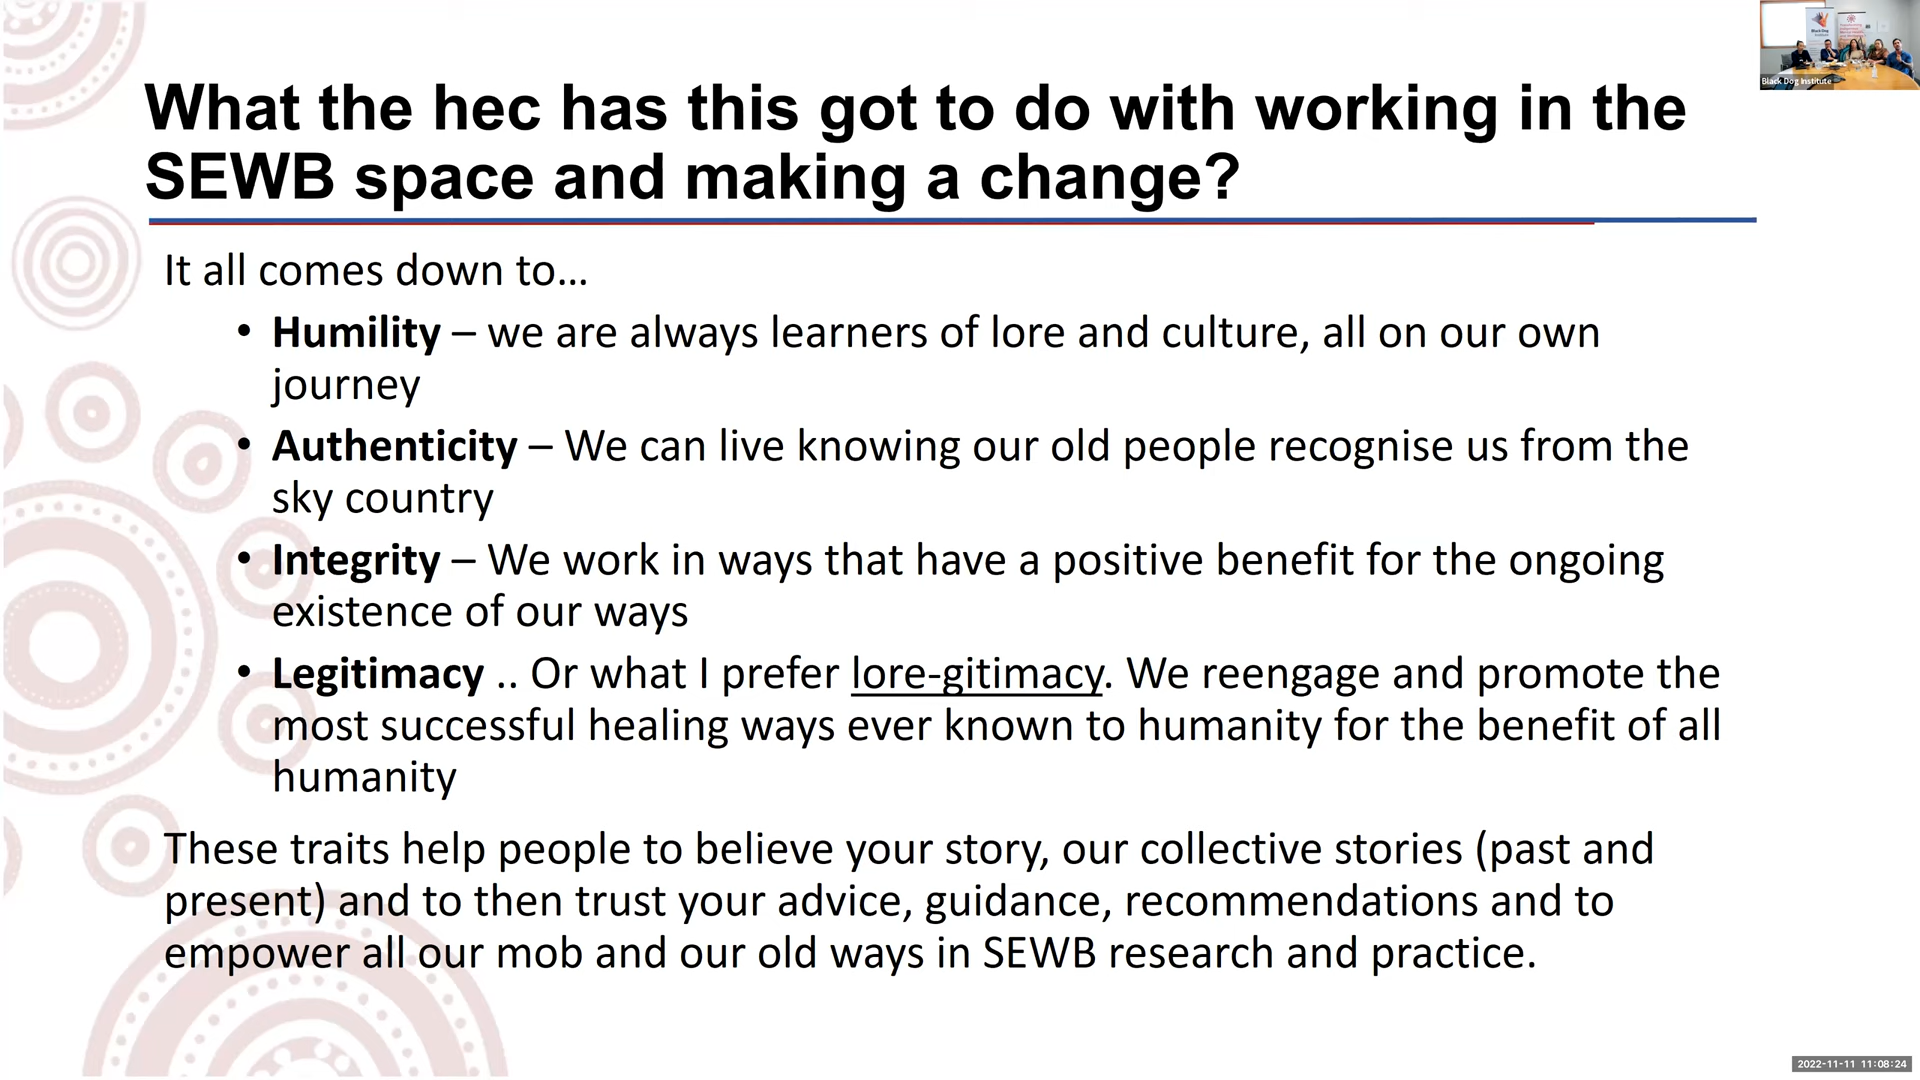 What the hec has this got to do with working in the
SEWB space and making a change?
It all comes down to...
• Humility – we are always learners of lore and culture, all on our own
journey
• Authenticity – We can live knowing our old people recognise us from the
sky country
• Integrity – We work in ways that have a positive benefit for the ongoing
existence of our ways
• Legitimacy .. Or what I prefer lore-gitimacy. We reengage and promote the
most successful healing ways ever known to humanity for the benefit of all
humanity
These traits help people to believe your story, our collective stories (past and
present) and to then trust your advice, guidance, recommendations and to
empower all our mob and our old ways in SEWB research and practice.
Black Dog Institute
2022-11-11 11:08:24